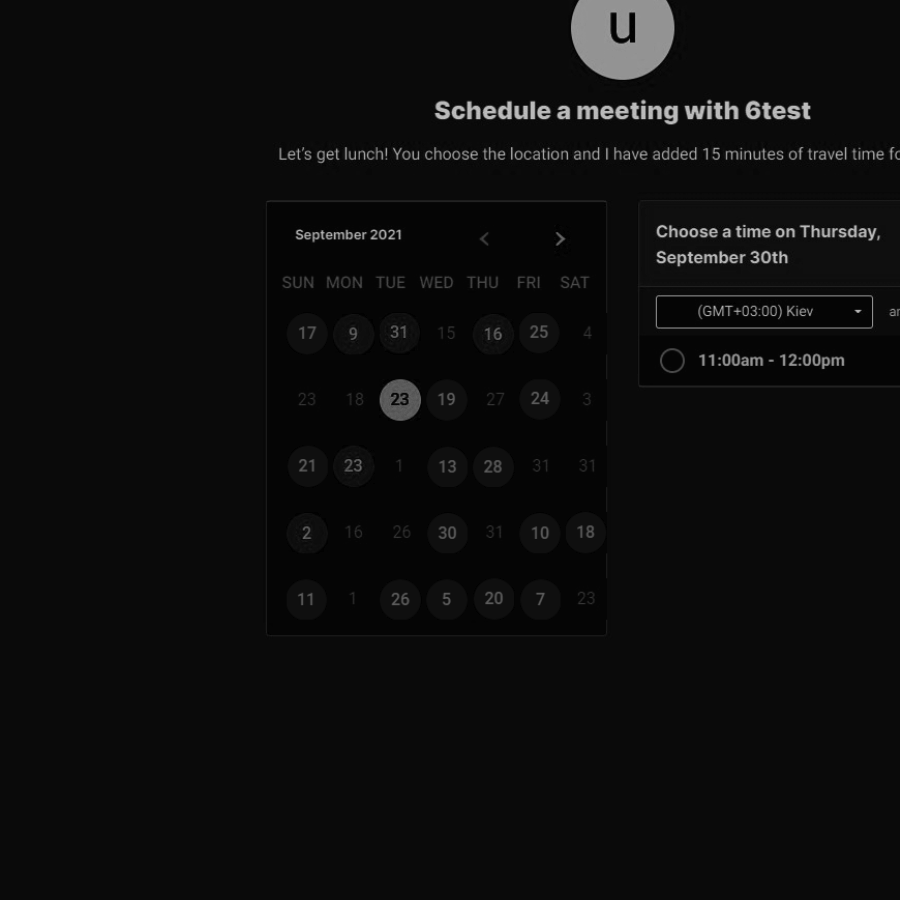 u
Schedule a meeting with 6test
Let's get lunch! You choose the location and I have added 15 minutes of travel time
September 2021
SUN MON TUE WED THU FRI SAT
17 9 31 15 16 25 4
23 18 23 19 27 24 3
21 23 1 13 28 31 31
2 16 26 30 31 10 18
11 1 26 5 20 7 23
Choose a time on Thursday,
September 30th
(GMT+03:00) Kiev
11:00am - 12:00pm